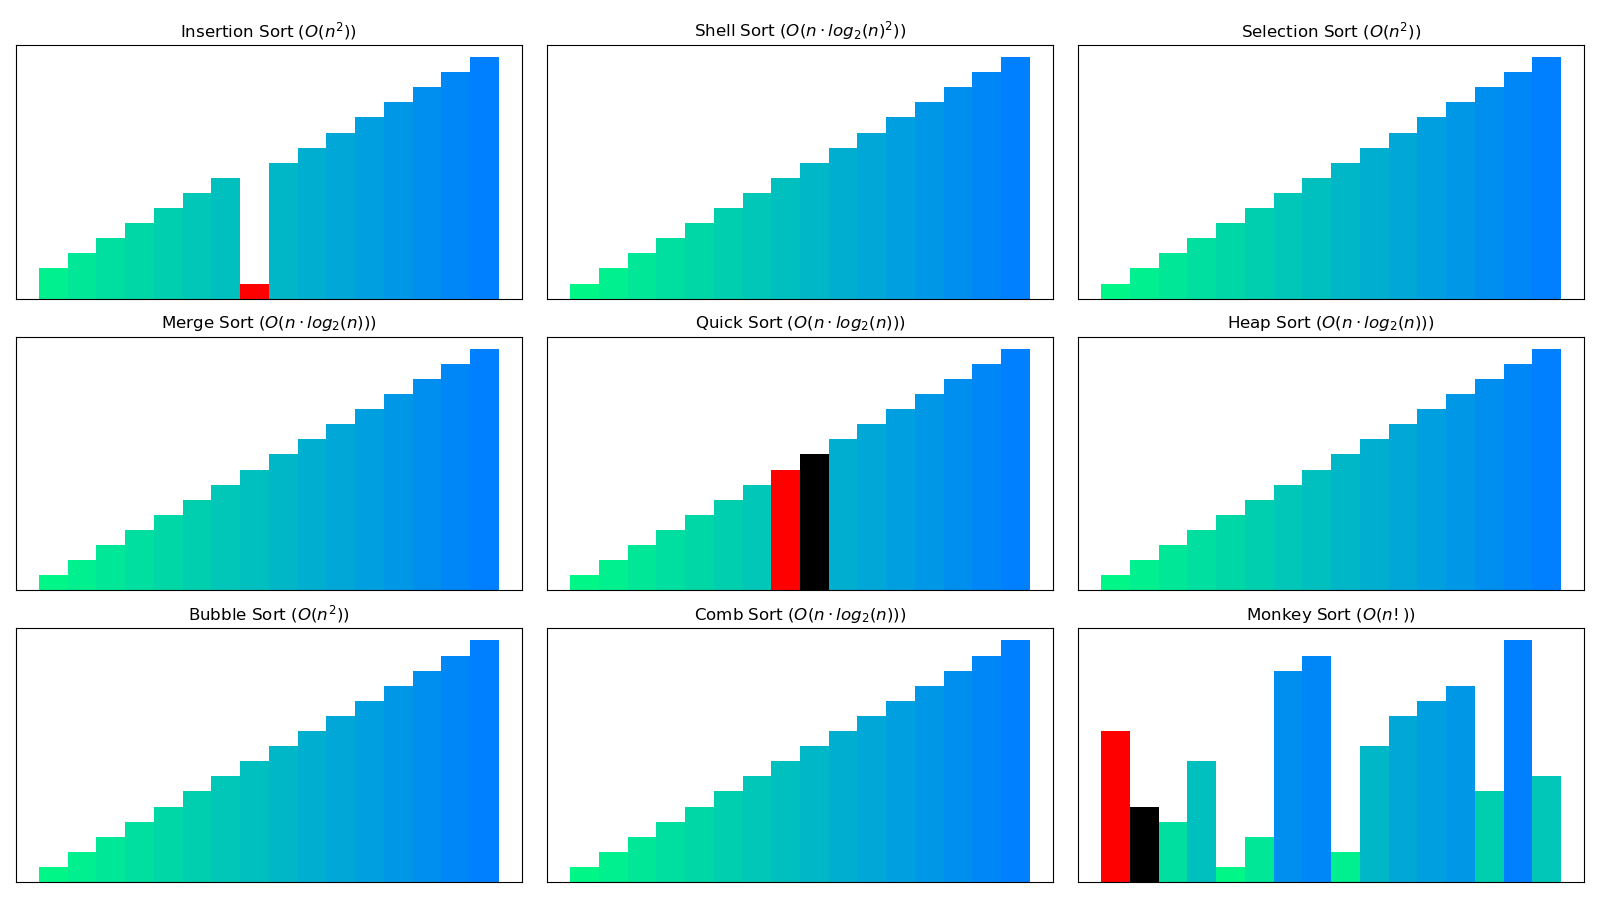 Insertion Sort (O(n²))
Shell Sort (O(n · log₂(n)²))
Selection Sort (O(n²))
Merge Sort (O(n · log₂(n)))
Quick Sort (O(n · log₂(n)))
Heap Sort (O(n · log₂(n)))
Bubble Sort (O(n²))
Comb Sort (O(n · log₂(n)))
Monkey Sort (O(n!))